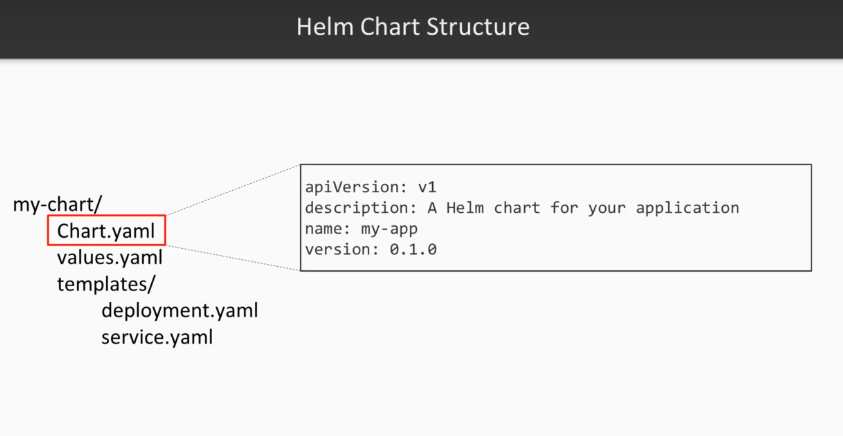 Helm Chart Structure
my-chart/
Chart.yaml
values.yaml
templates/
deployment.yaml
service.yaml
apiVersion: v1
description: A Helm chart for your application
name: my-app
version: 0.1.0